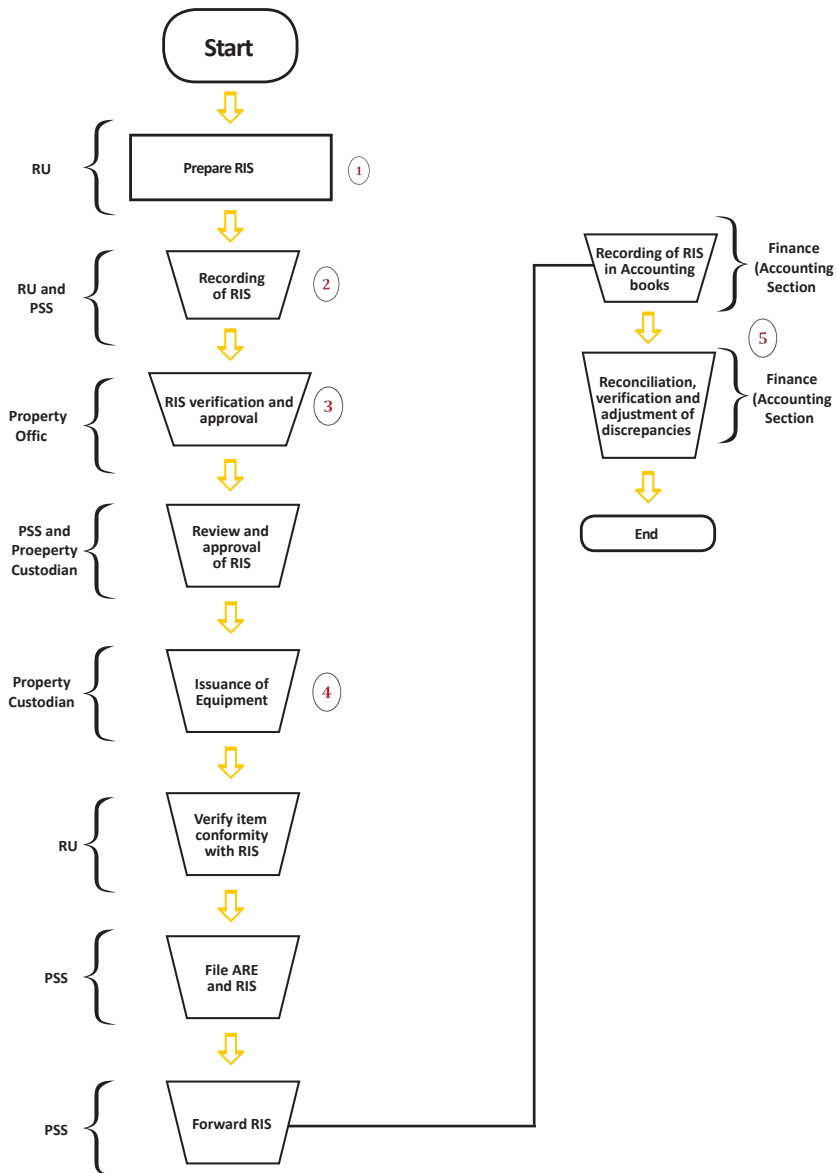 Start
RU
Prepare RIS
1
RU and
PSS
Recording
of RIS
2
Property
Offic
RIS verification and
approval
3
PSS and
Proeperty
Custodian
Review and
approval
of RIS
Property
Custodian
Issuance of
Equipment
4
RU
Verify item
conformity
with RIS
PSS
File ARE
and RIS
PSS
Forward RIS
Recording of RIS
in Accounting
books
Finance
(Accounting
Section
5
Reconciliation,
verification and
adjustment of
discrepancies
Finance
(Accounting
Section
End